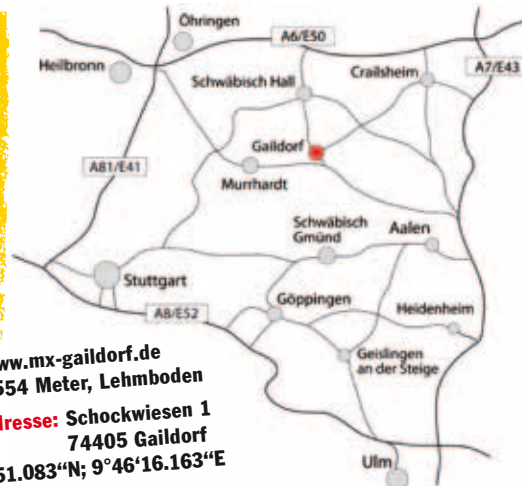 Öhringen
A6/E50
Heilbronn
Schwäbisch Hall
Crailsheim
A7/E43
Gaildorf
A81/E41
Murrhardt
Schwäbisch
Gmünd
Aalen
Stuttgart
Göppingen
Heidenheim
A8/E52
Geislingen
an der Steige
Ulm
ww.mx-gaildorf.de
554 Meter, Lehmboden
resse: Schockwiesen 1
74405 Gaildorf
51.083“N; 9°46‘16.163“E